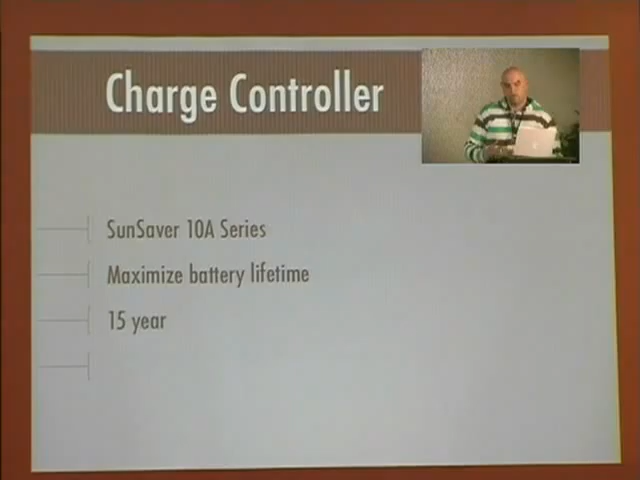 Charge Controller
SunSaver 10A Series
Maximize battery lifetime
15 year